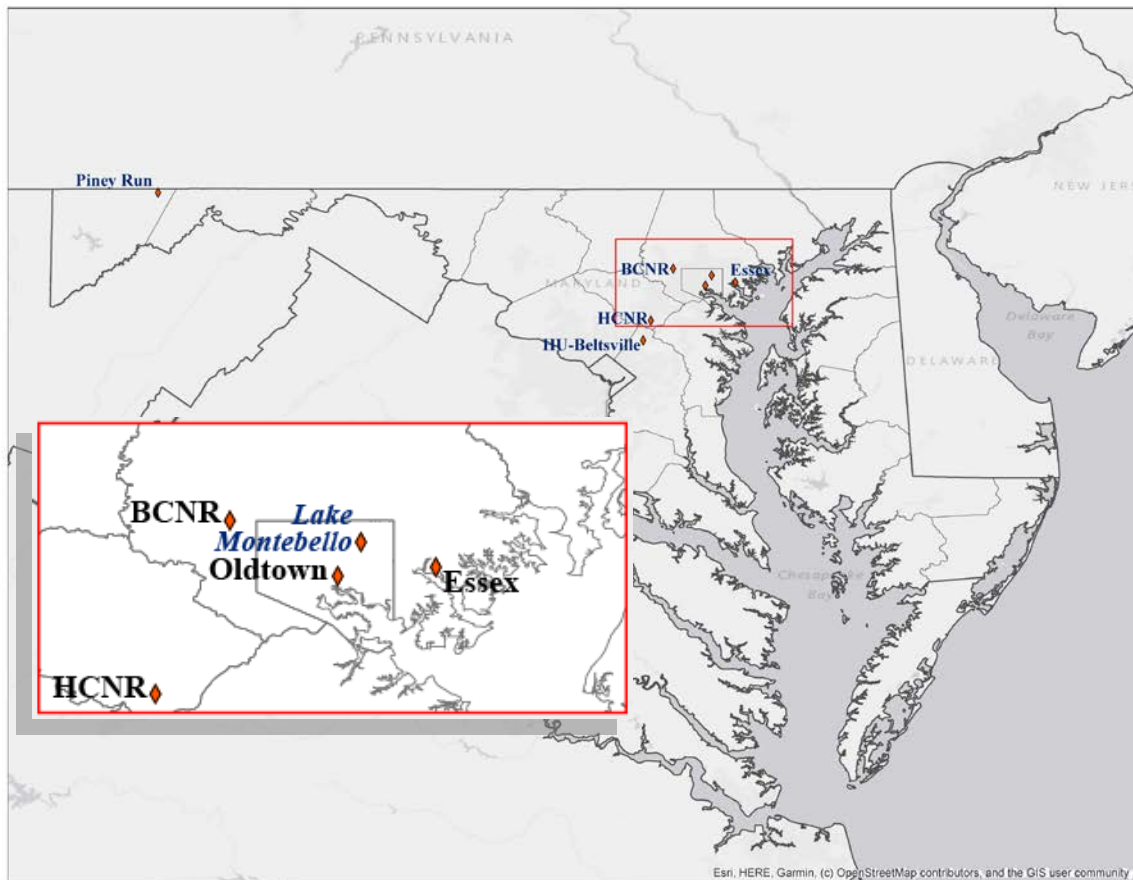 PENNSYLVANIA
Piney Run
NEW JERS
BCNR
Essex
MARYLAND
HCNR
HU-Beltsville
Delaware
Bay
DELAWARE
BCNR
Lake
Montebello
Oldtown
Essex
HCNR
Chesapeake
Bay
Esri, HERE, Garmin, (c) OpenStreetMap contributors, and the GIS user community